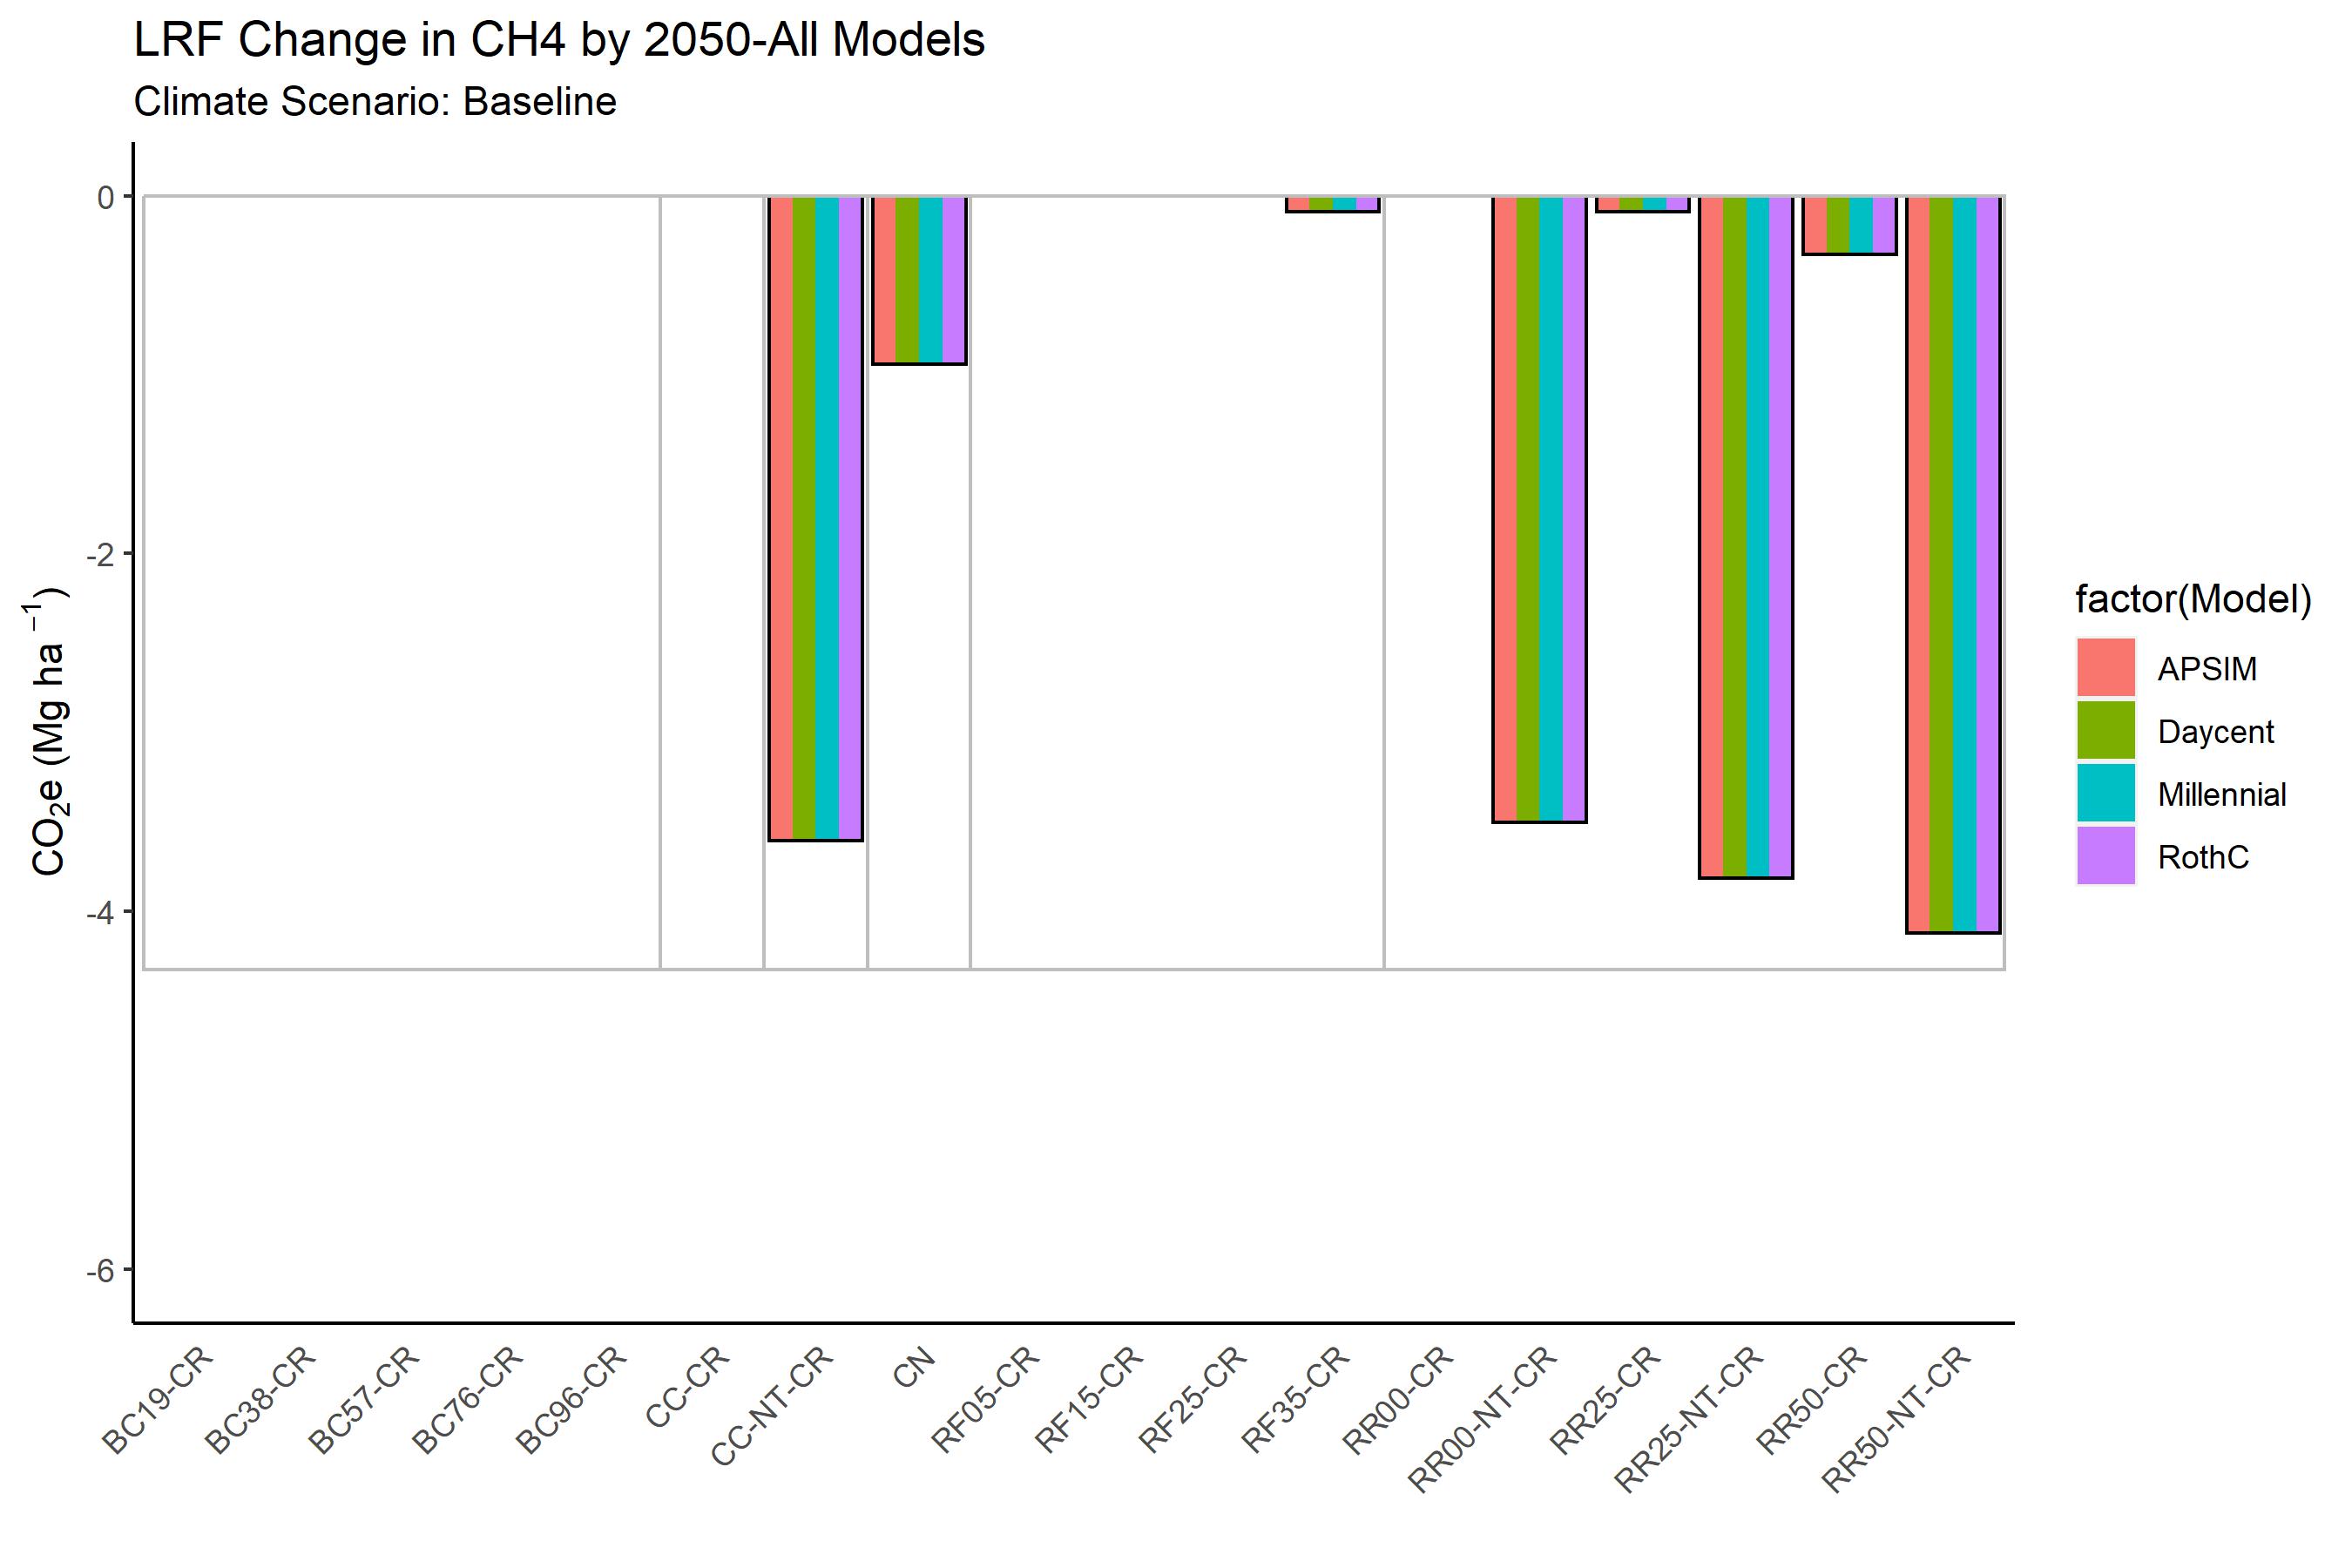 LRF Change in CH4 by 2050-All Models
Climate Scenario: Baseline
0
-2
-4
-6
CO₂e (Mg ha ⁻¹)
BC19-CR
BC38-CR
BC57-CR
BC76-CR
BC96-CR
CC-CR
CC-NT-CR
CN
RF05-CR
RF15-CR
RF25-CR
RF35-CR
RR00-CR
RR00-NT-CR
RR25-CR
RR25-NT-CR
RR50-CR
RR50-NT-CR
factor(Model)
APSIM
Daycent
Millennial
RothC